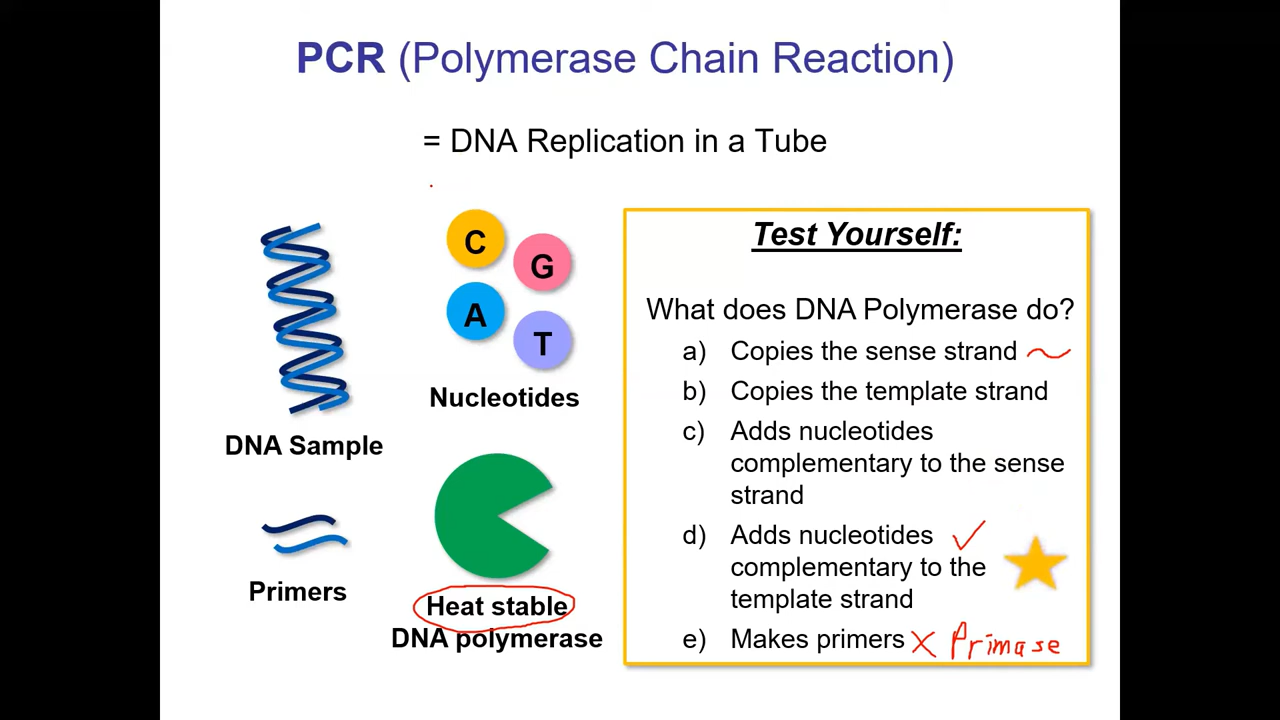 PCR (Polymerase Chain Reaction)
= DNA Replication in a Tube
C
G
A
T
Nucleotides
DNA Sample
Primers
Heat stable
DNA polymerase
Test Yourself:
What does DNA Polymerase do?
a) Copies the sense strand
b) Copies the template strand
c) Adds nucleotides
complementary to the sense
strand
d) Adds nucleotides
complementary to the
template strand
e) Makes primers X Primase